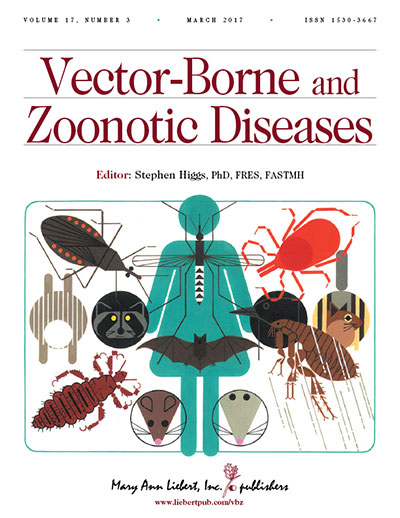 VOLUME 17, NUMBER 3 • MARCH 2017 • ISSN 1530-3667
Vector-Borne and
Zoonotic Diseases
Editor: Stephen Higgs, PhD, FRES, FASTMH
Mary Ann Liebert, Inc. publishers
www.liebertpub.com/vbz